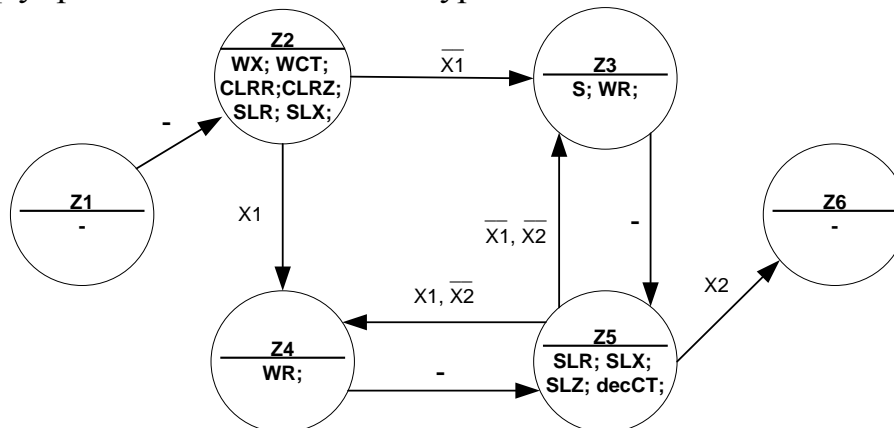 Z2
WX; WCT;
CLRR;CLRZ;
SLR; SLX;
X1
Z3
S; WR;
-
Z1
-
X1
X1, X2
-
Z6
-
X2
X1, X2
Z4
WR;
-
Z5
SLR; SLX;
SLZ; decCT;